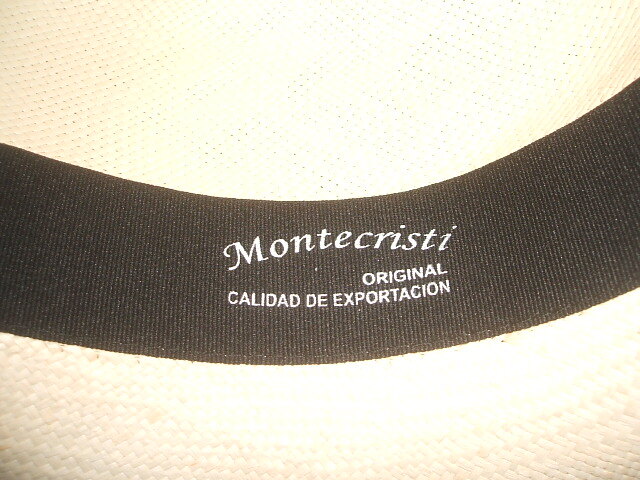 Montecristi
ORIGINAL
CALIDAD DE EXPORTACION